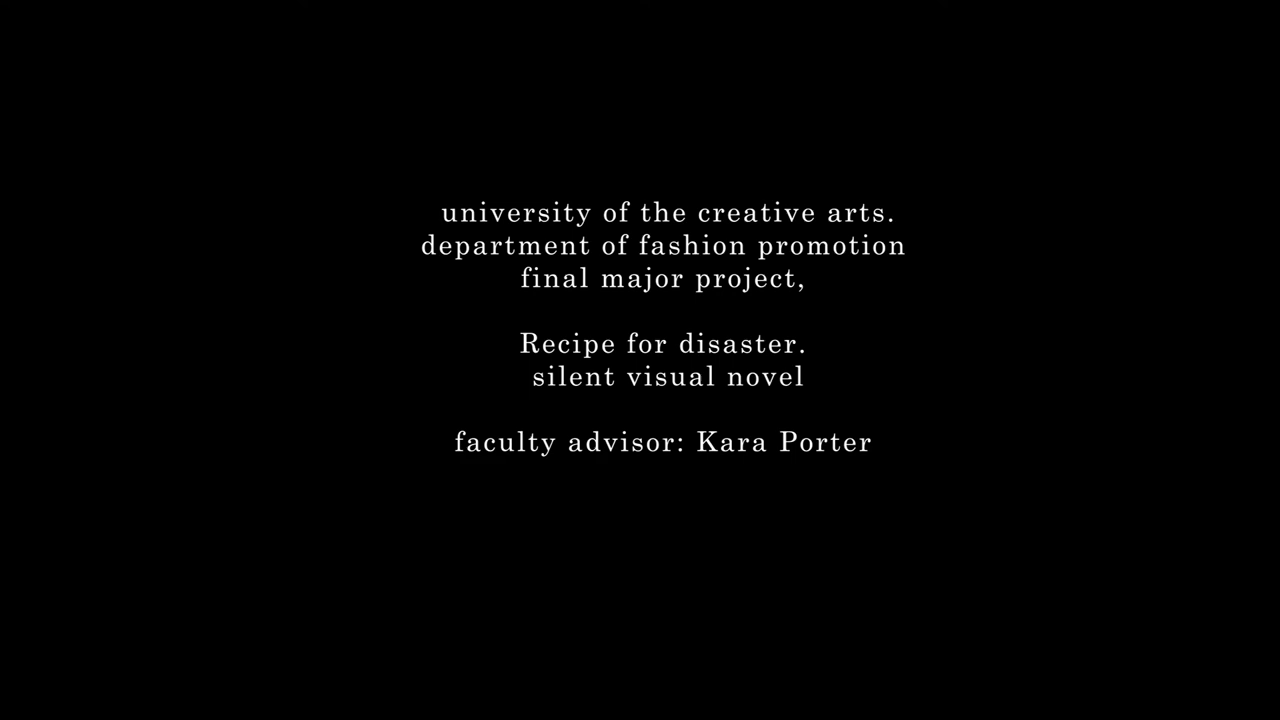 university of the creative arts.
department of fashion promotion
final major project,
Recipe for disaster.
silent visual novel
faculty advisor: Kara Porter